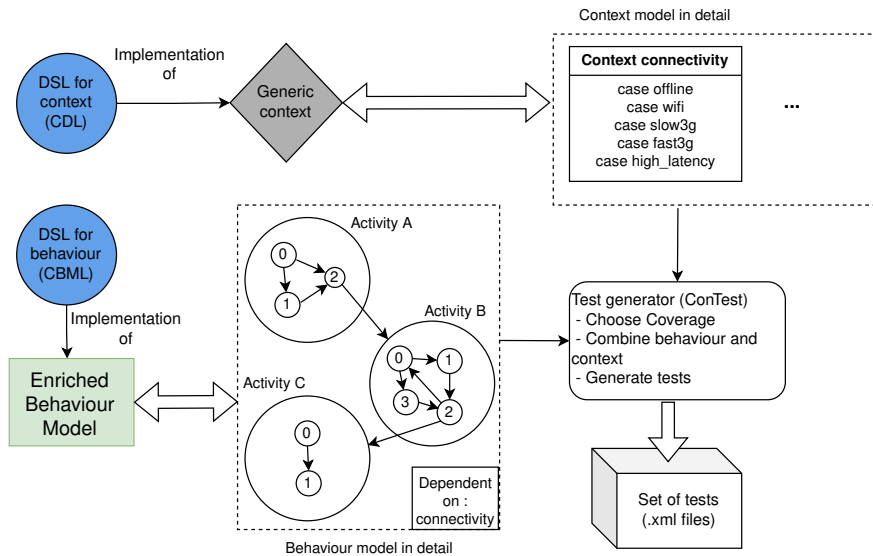 Context model in detail
Implementation
of
DSL for
context
(CDL)
Generic
context
Context connectivity
case offline
case wifi
case slow3g
case fast3g
case high_latency
...
DSL for
behaviour
(CBML)
Implementation
of
Enriched
Behaviour
Model
Activity A
0
1
2
Activity B
0
1
3
2
Activity C
0
1
Dependent
on :
connectivity
Behaviour model in detail
Test generator (ConTest)
- Choose Coverage
- Combine behaviour and
context
- Generate tests
Set of tests
(.xml files)